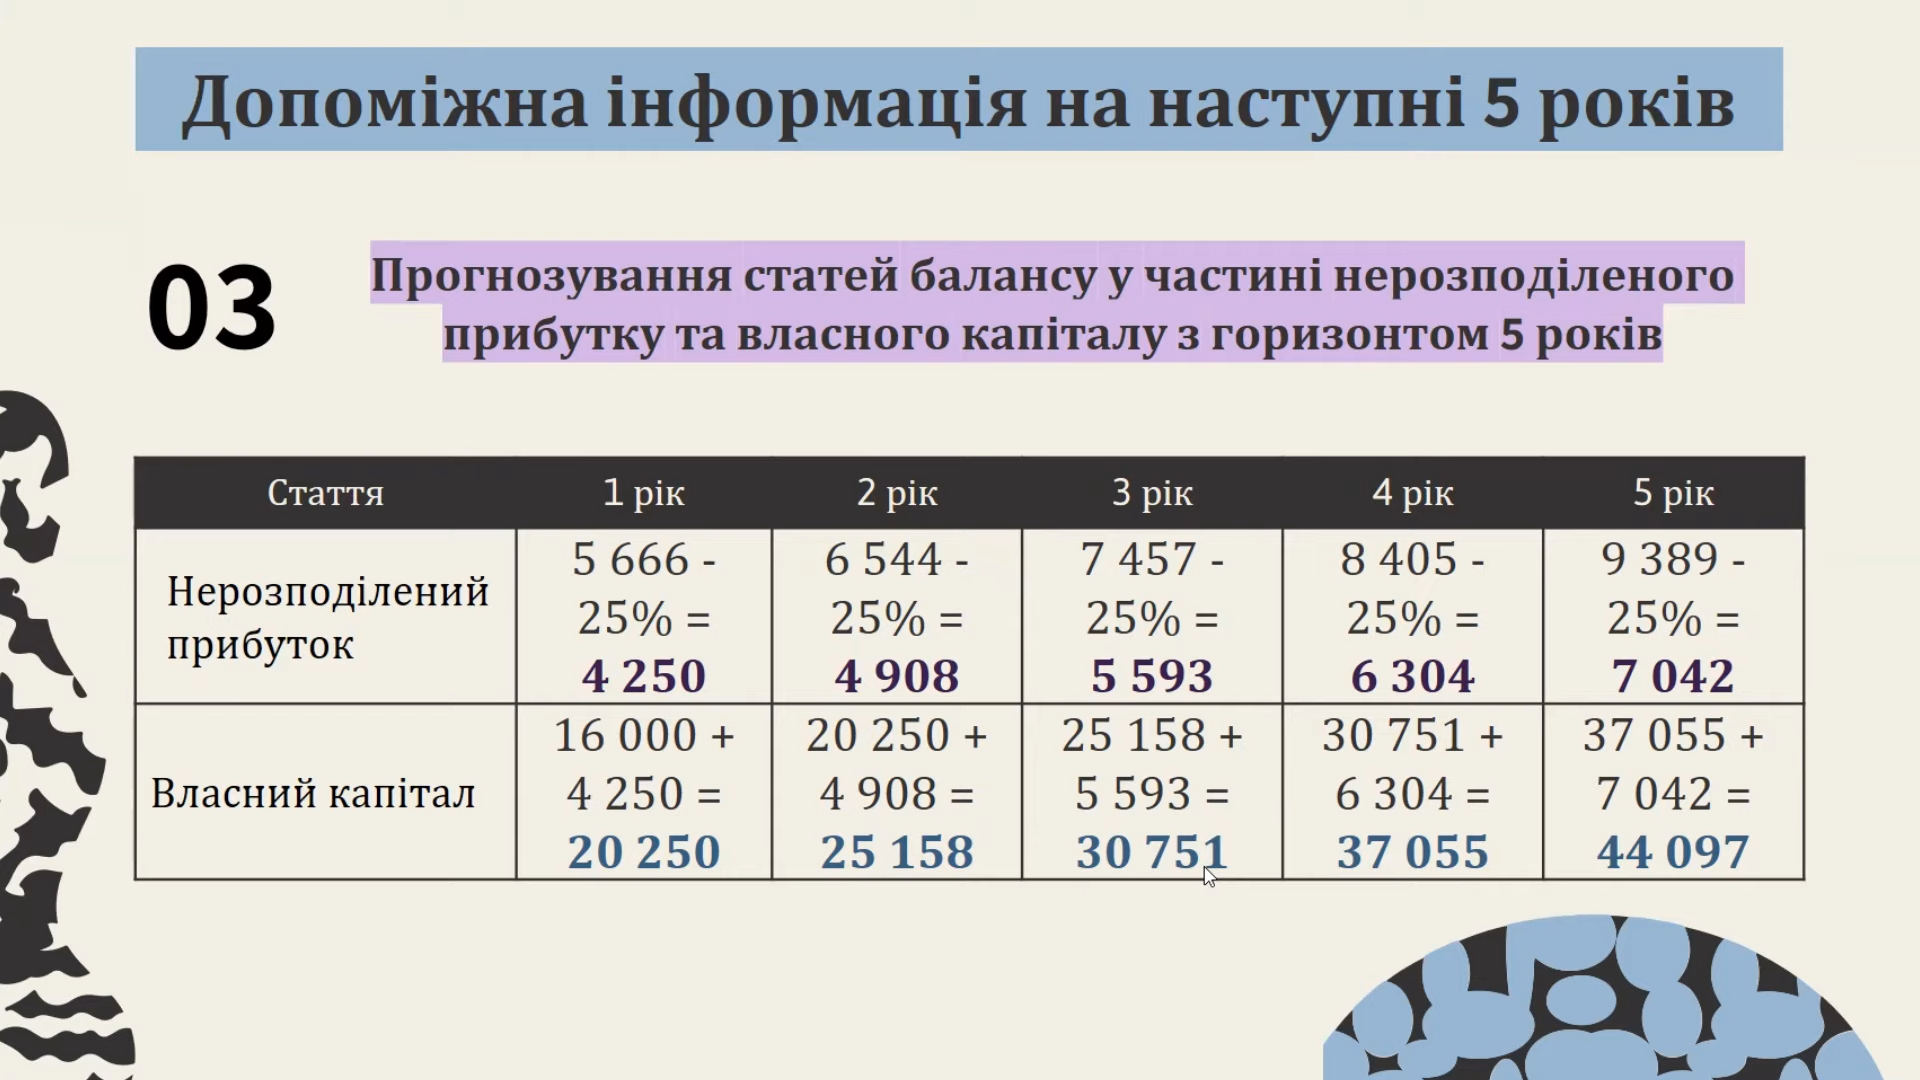 Допоміжна інформація на наступні 5 років
03
Прогнозування статей балансу у частині нерозподіленого
прибутку та власного капіталу з горизонтом 5 років
Стаття 1 рік 2 рік 3 рік 4 рік 5 рік
Нерозподілений
прибуток
5 666 -
25% =
4 250
6 544 -
25% =
4 908
7 457 -
25% =
5 593
8 405 -
25% =
6 304
9 389 -
25% =
7 042
Власний капітал
16 000 +
4 250 =
20 250
20 250 +
4 908 =
25 158
25 158 +
5 593 =
30 751
30 751 +
6 304 =
37 055
37 055 +
7 042 =
44 097